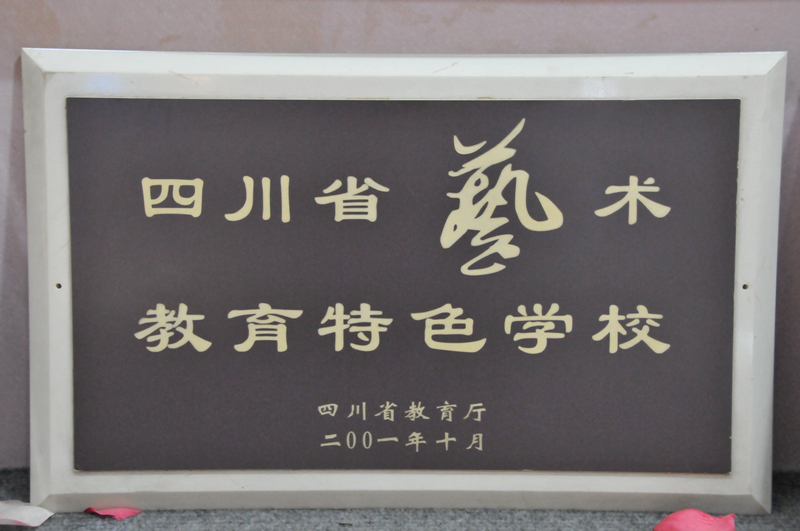 四川省藝术
教育特色学校
四川省教育厅
二00一年十月